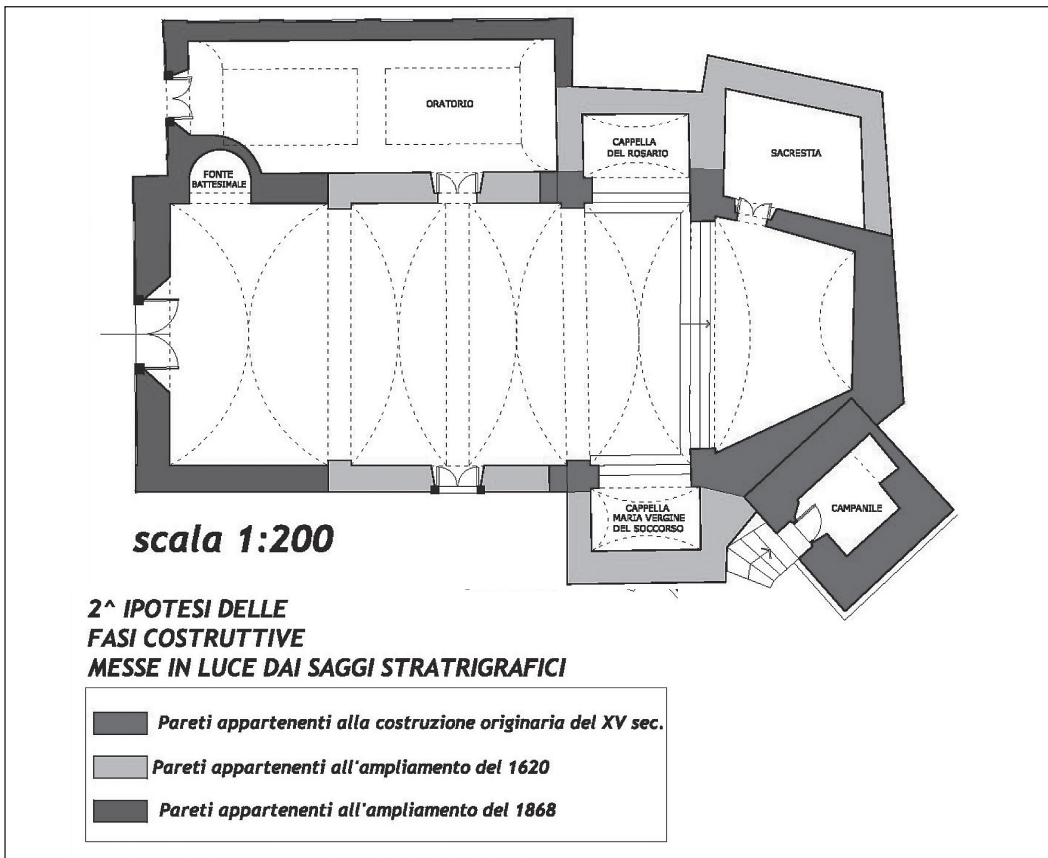 ORATORIO
CAPPELLA
DEL ROSARIO
SACRESTIA
FONTE
BATTESIMALE
CAPPELLA
MARIA VERGINE
DEL SOCCORSO
CAMPANILE
scala 1:200
2^ IPOTESI DELLE
FASI COSTRUTTIVE
MESSE IN LUCE DAI SAGGI STRATRIGRAFICI
Pareti appartenenti alla costruzione originaria del XV sec.
Pareti appartenenti all'ampliamento del 1620
Pareti appartenenti all'ampliamento del 1868